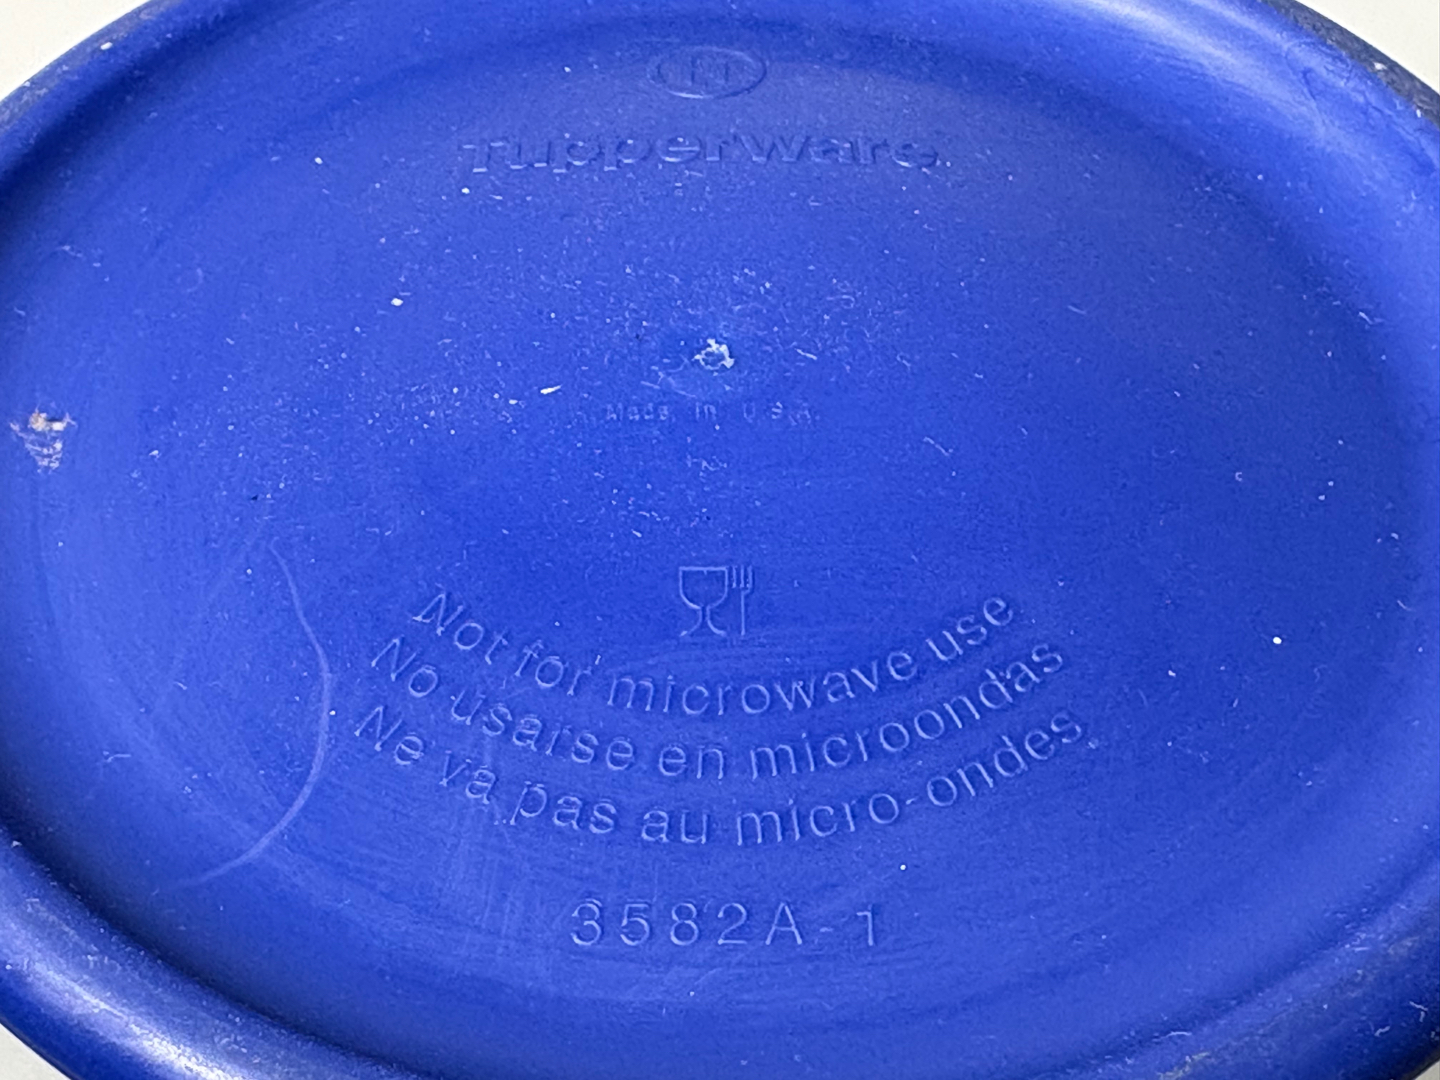 Tupperware
Made in U.S.A.
Not for microwave use
No usarse en microondas
Ne va pas au micro-ondes
3582A-1